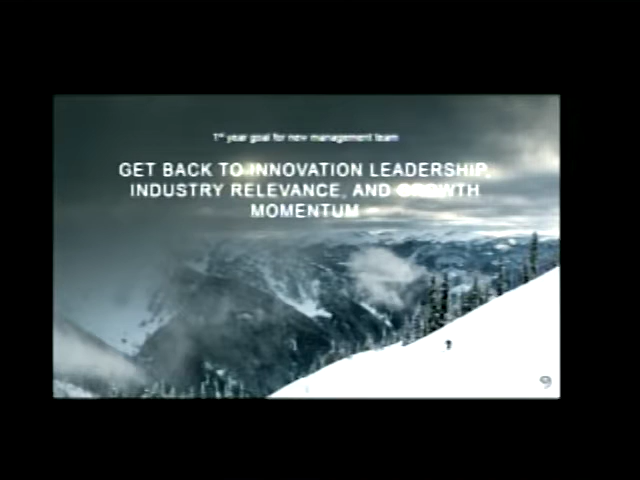 1st year goal for new management team
GET BACK TO INNOVATION LEADERSHIP,
INDUSTRY RELEVANCE, AND GROWTH
MOMENTUM
9